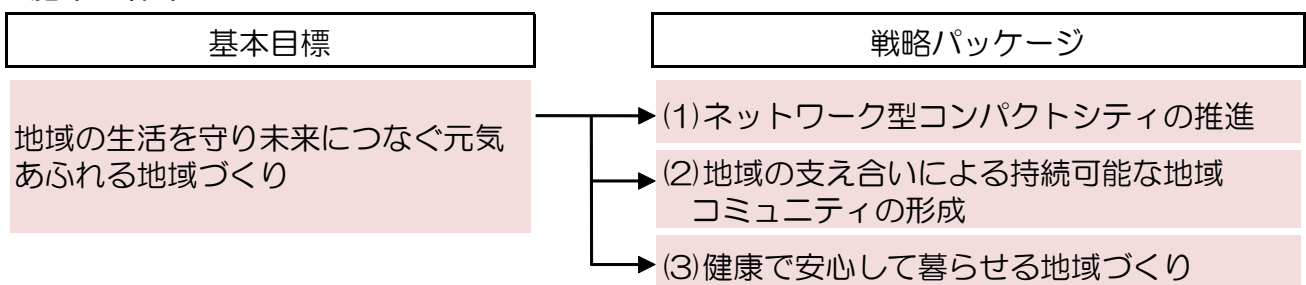 基本目標
戦略パッケージ
地域の生活を守り未来につなぐ元気
あふれる地域づくり
(1)ネットワーク型コンパクトシティの推進
(2)地域の支え合いによる持続可能な地域
コミュニティの形成
(3)健康で安心して暮らせる地域づくり